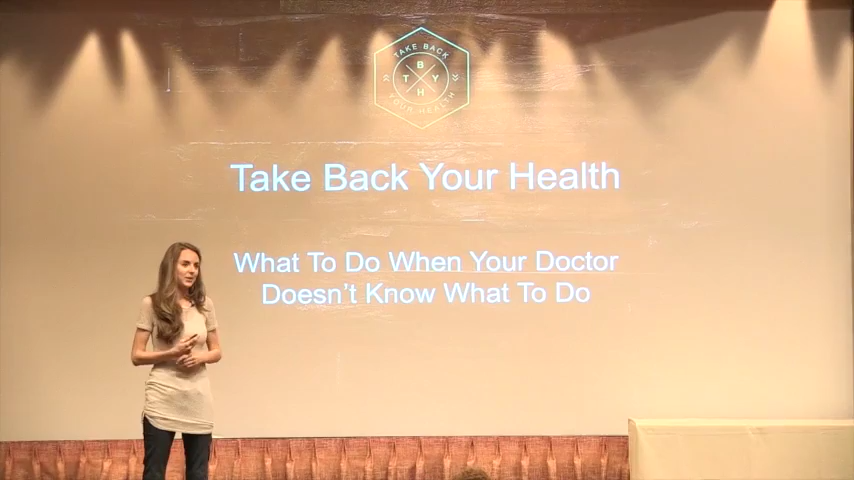 TAKE BACK
B
T Y
H
YOUR HEALTH
Take Back Your Health
What To Do When Your Doctor
Doesn't Know What To Do